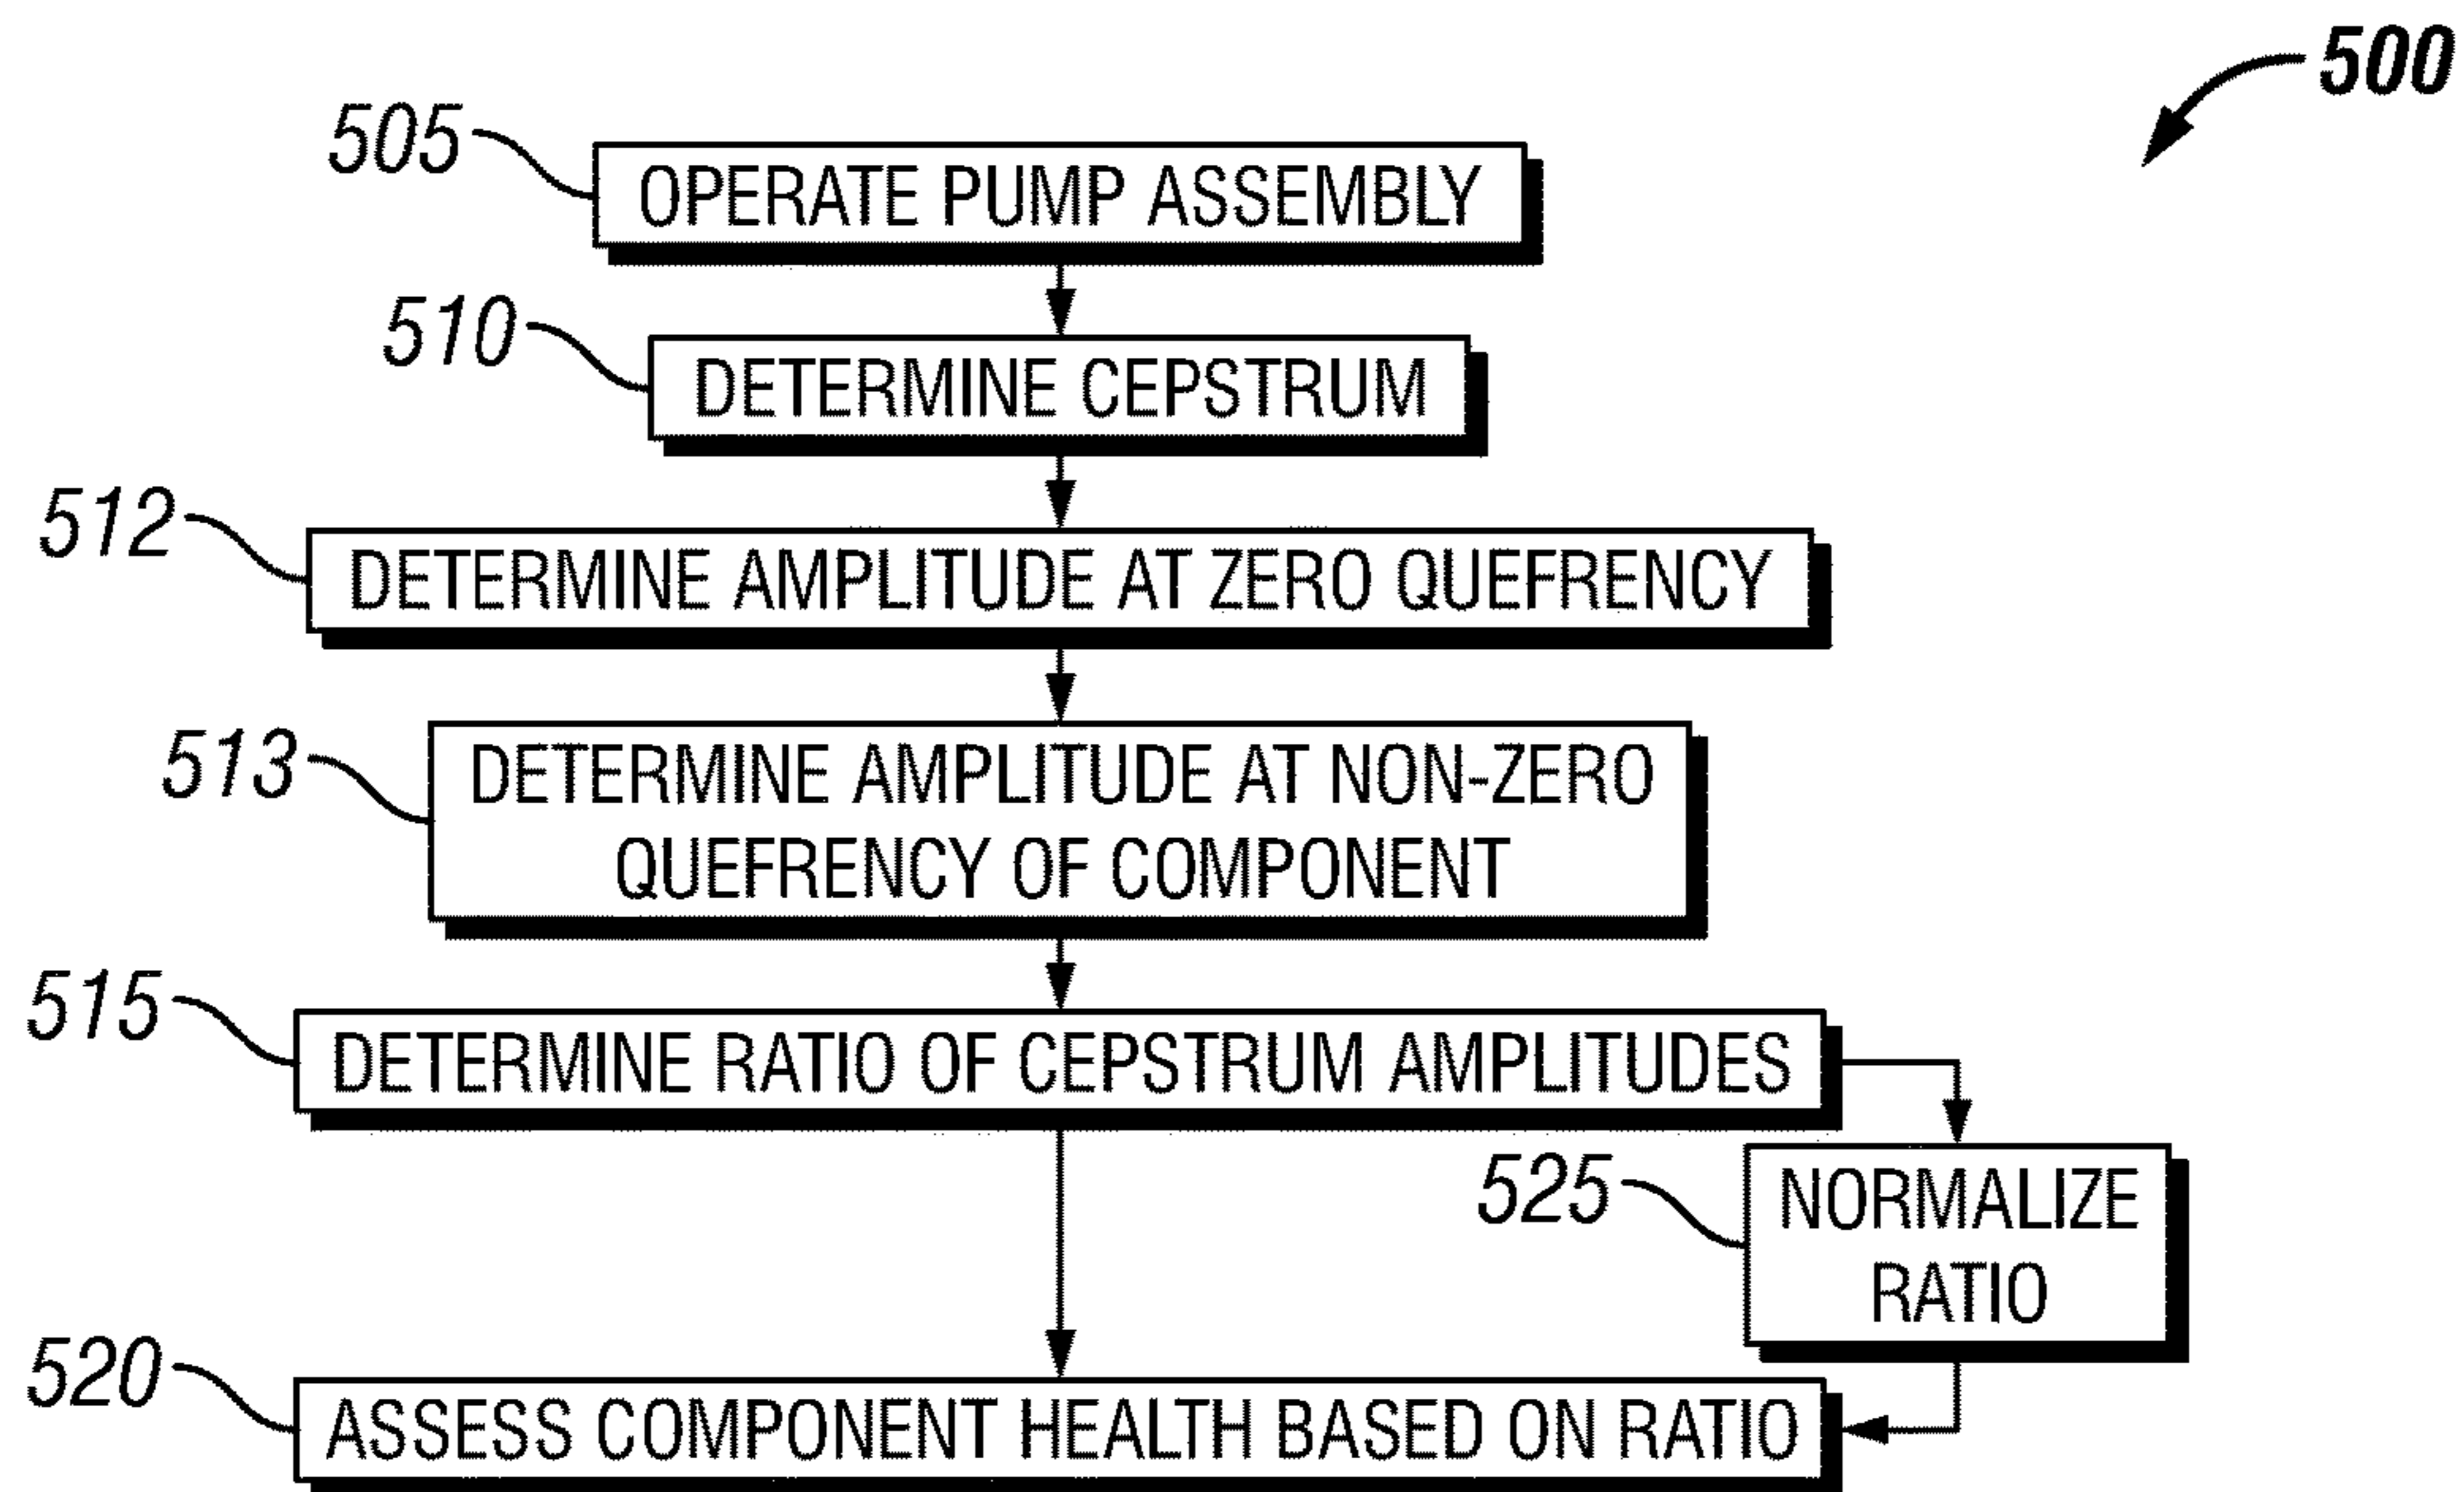 500
505
OPERATE PUMP ASSEMBLY
510
DETERMINE CEPSTRUM
512
DETERMINE AMPLITUDE AT ZERO QUEFRENCY
513
DETERMINE AMPLITUDE AT NON-ZERO
QUEFRENCY OF COMPONENT
515
DETERMINE RATIO OF CEPSTRUM AMPLITUDES
525
NORMALIZE
RATIO
520
ASSESS COMPONENT HEALTH BASED ON RATIO